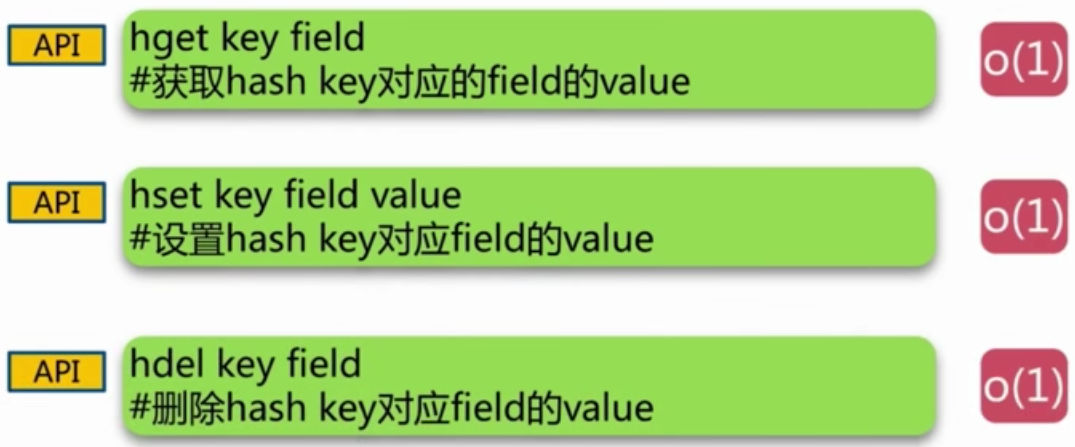 API
hget key field
#获取hash key对应的field的value
o(1)
API
hset key field value
#设置hash key对应field的value
o(1)
API
hdel key field
#删除hash key对应field的value
o(1)